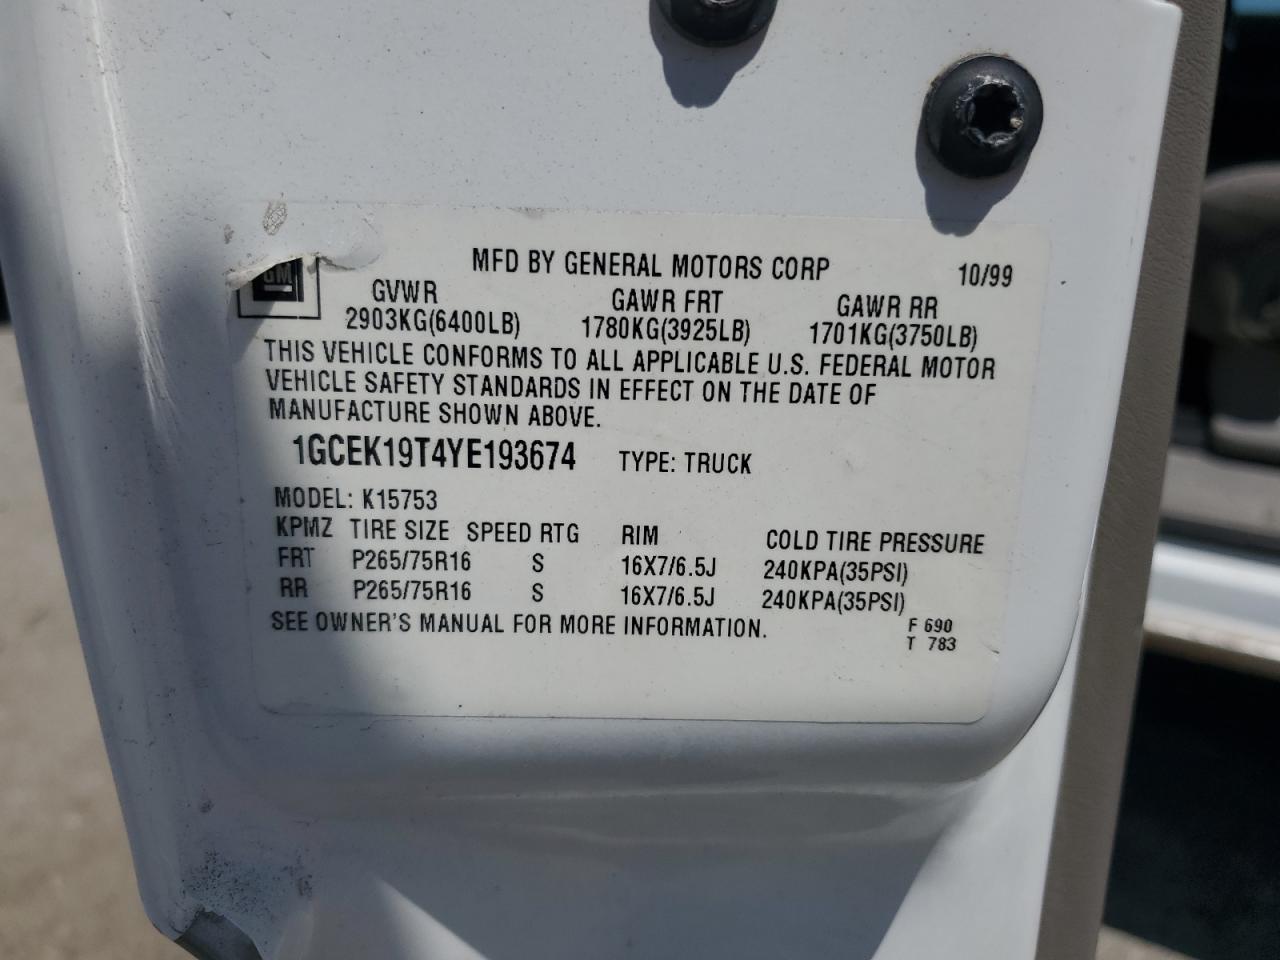 MFD BY GENERAL MOTORS CORP 10/99
GM
GVWR GAWR FRT GAWR RR
2903KG(6400LB) 1780KG(3925LB) 1701KG(3750LB)
THIS VEHICLE CONFORMS TO ALL APPLICABLE U.S. FEDERAL MOTOR
VEHICLE SAFETY STANDARDS IN EFFECT ON THE DATE OF
MANUFACTURE SHOWN ABOVE.
1GCEK19T4YE193674 TYPE: TRUCK
MODEL: K15753
KPMZ TIRE SIZE SPEED RTG RIM COLD TIRE PRESSURE
FRT P265/75R16 S 16X7/6.5J 240KPA(35PSI)
RR P265/75R16 S 16X7/6.5J 240KPA(35PSI)
SEE OWNER'S MANUAL FOR MORE INFORMATION.
F 690
T 783